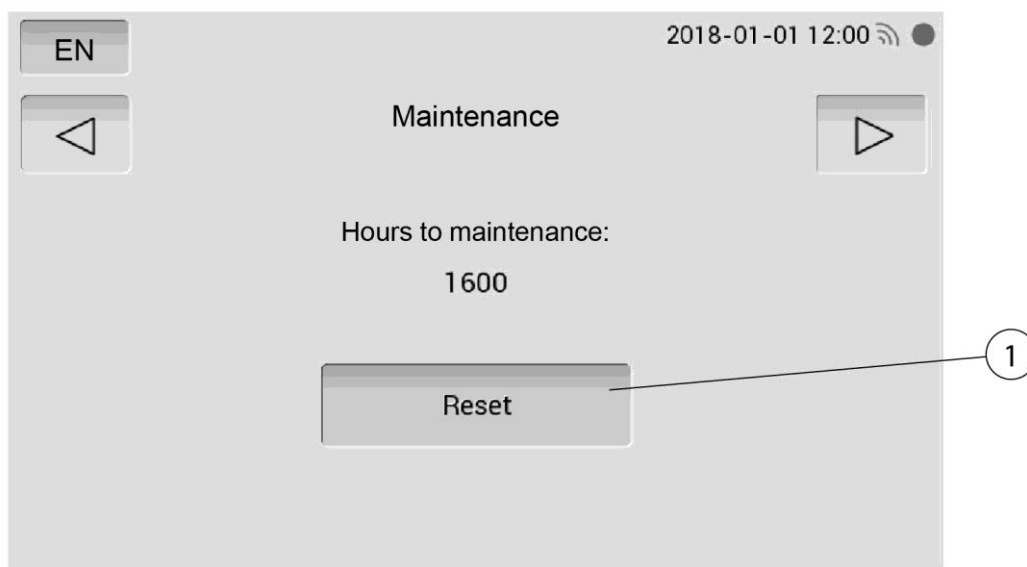 EN
2018-01-01 12:00
Maintenance
Hours to maintenance:
1600
Reset
1